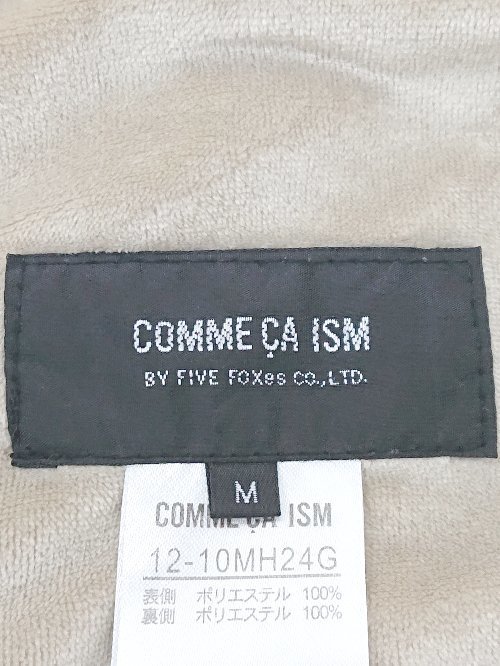 COMME ÇA ISM
BY FIVE FOXes CO.,LTD.
M
COMME ÇA ISM
12-10MH24G
表側 ポリエステル 100%
裏側 ポリエステル 100%